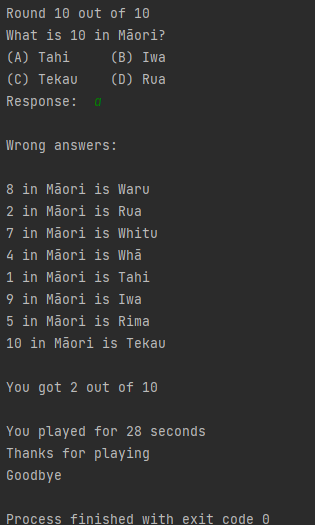 Round 10 out of 10
What is 10 in Māori?
(A) Tahi     (B) Iwa
(C) Tekau    (D) Rua
Response:  a
Wrong answers:
8 in Māori is Waru
2 in Māori is Rua
7 in Māori is Whitu
4 in Māori is Whā
1 in Māori is Tahi
9 in Māori is Iwa
5 in Māori is Rima
10 in Māori is Tekau
You got 2 out of 10
You played for 28 seconds
Thanks for playing
Goodbye
Process finished with exit code 0